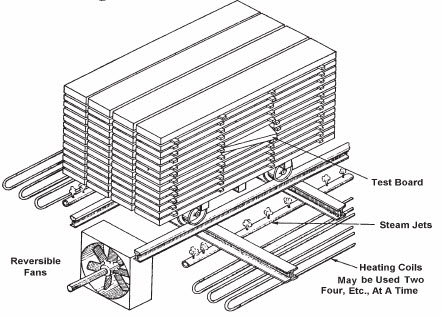 Test Board
Steam Jets
Reversible
Fans
Heating Coils
May be Used Two
Four, Etc., At A Time